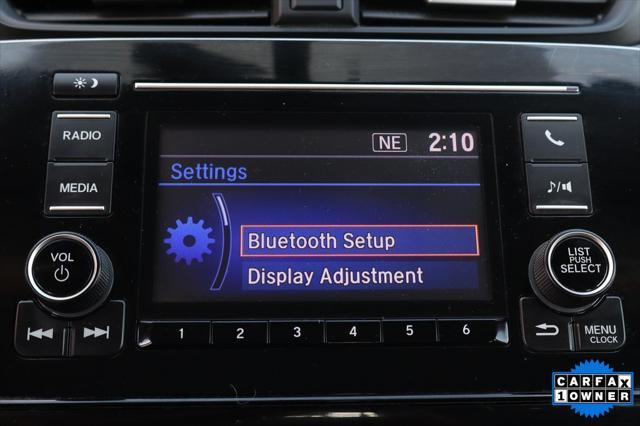 RADIO
MEDIA
VOL
NE 2:10
Settings
Bluetooth Setup
Display Adjustment
1 2 3 4 5 6
LIST
PUSH
SELECT
MENU
CLOCK
CARFAX
1 OWNER